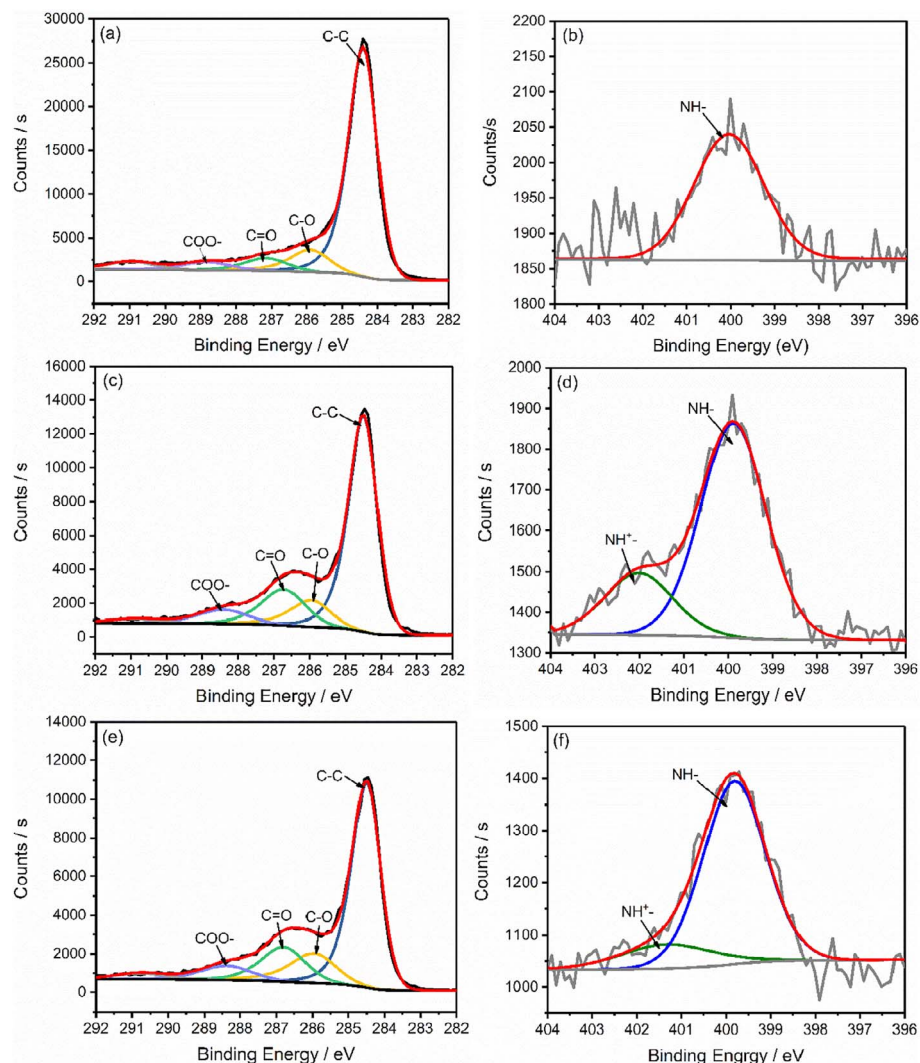 (a)
C-C
COO-
C=O
C-O
30000
25000
20000
15000
10000
5000
0
Counts / s
292 291 290 289 288 287 286 285 284 283 282
Binding Energy / eV
(b)
NH-
2200
2150
2100
2050
2000
1950
1900
1850
1800
Counts/s
404 403 402 401 400 399 398 397 396
Binding Energy (eV)
(c)
C-C
COO-
C=O
C-O
16000
14000
12000
10000
8000
6000
4000
2000
0
Counts / s
292 291 290 289 288 287 286 285 284 283 282
Binding Energy / eV
(d)
NH-
NH⁺-
2000
1900
1800
1700
1600
1500
1400
1300
Counts / s
404 403 402 401 400 399 398 397 396
Binding Energy / eV
(e)
C-C
COO-
C=O
C-O
14000
12000
10000
8000
6000
4000
2000
0
Counts / s
292 291 290 289 288 287 286 285 284 283 282
Binding Energy / eV
(f)
NH-
NH⁺-
1500
1400
1300
1200
1100
1000
Counts / s
404 403 402 401 400 399 398 397 396
Binding Engrgy / eV